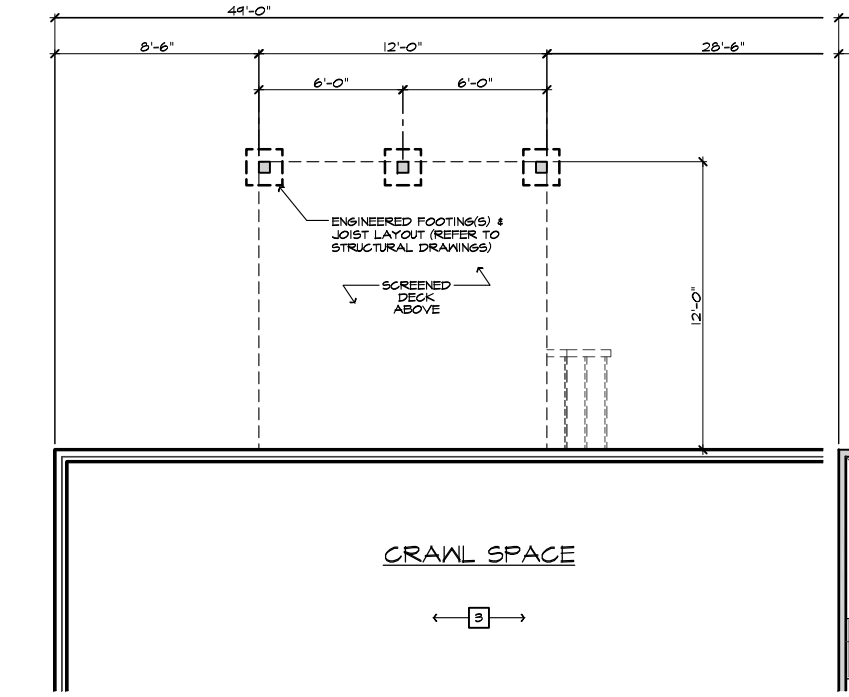 49'-0"
8'-6"
12'-0"
28'-6"
6'-0"
6'-0"
ENGINEERED FOOTING(S) &
JOIST LAYOUT (REFER TO
STRUCTURAL DRAWINGS)
SCREENED
DECK
ABOVE
12'-0"
CRAWL SPACE
3